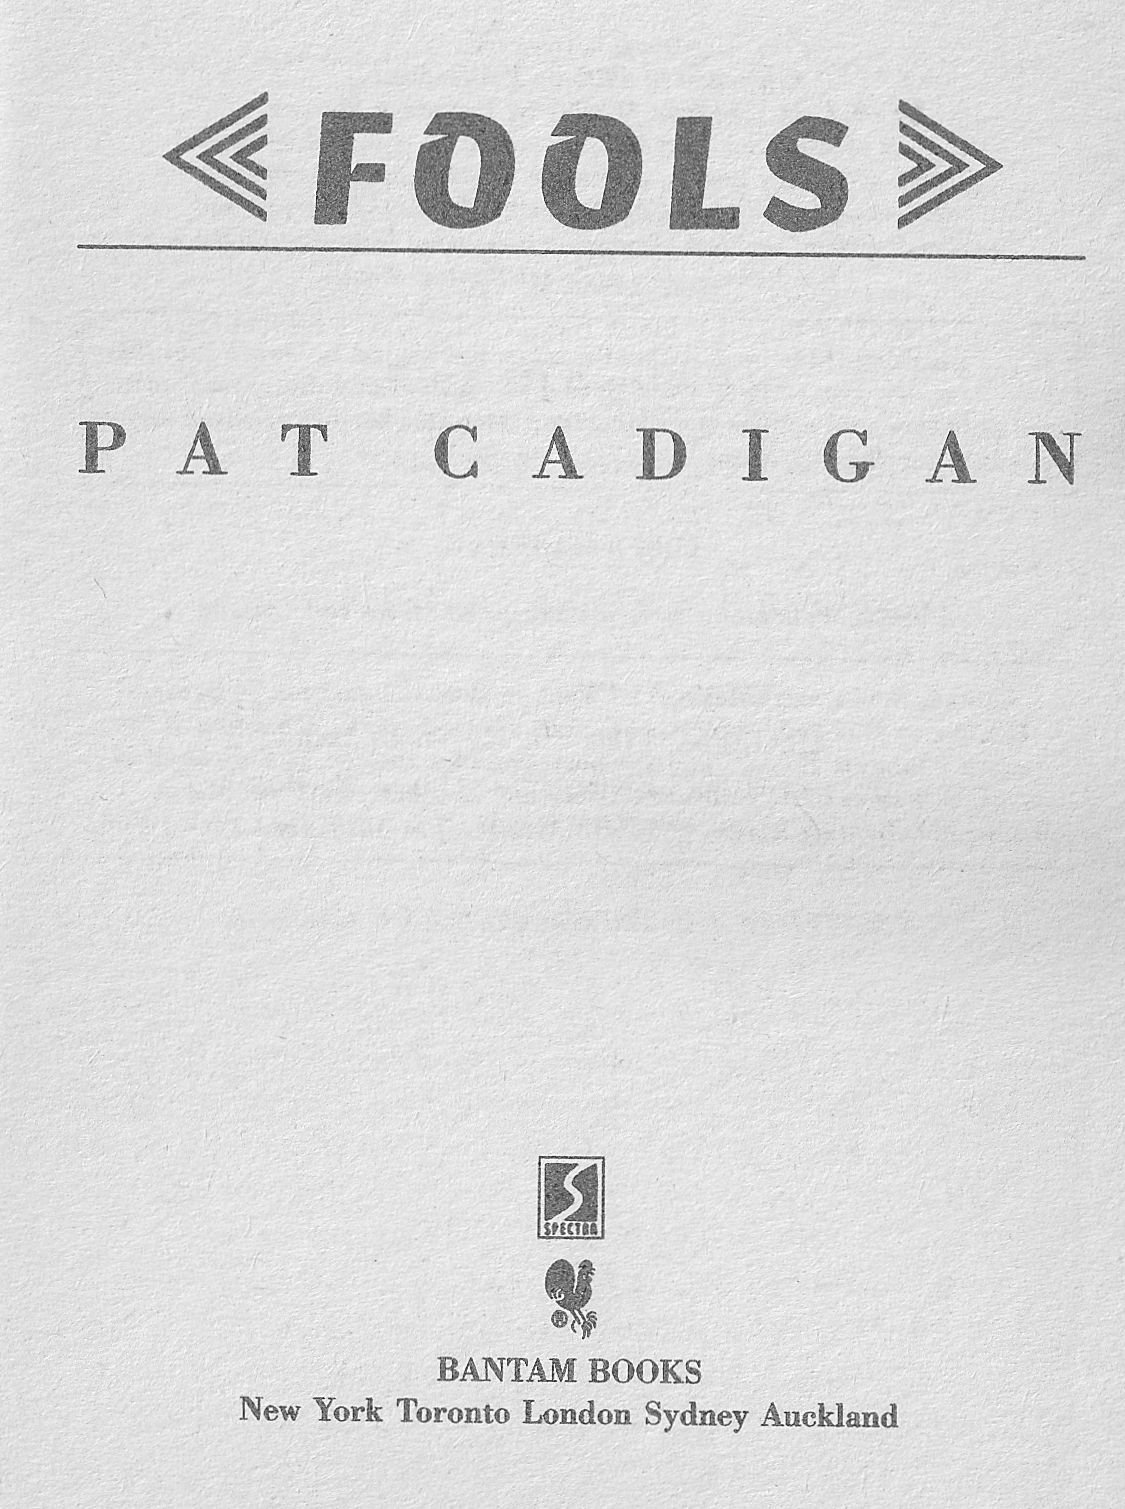 FOOLS
PAT CADIGAN
SPECTRA
BANTAM BOOKS
New York Toronto London Sydney Auckland